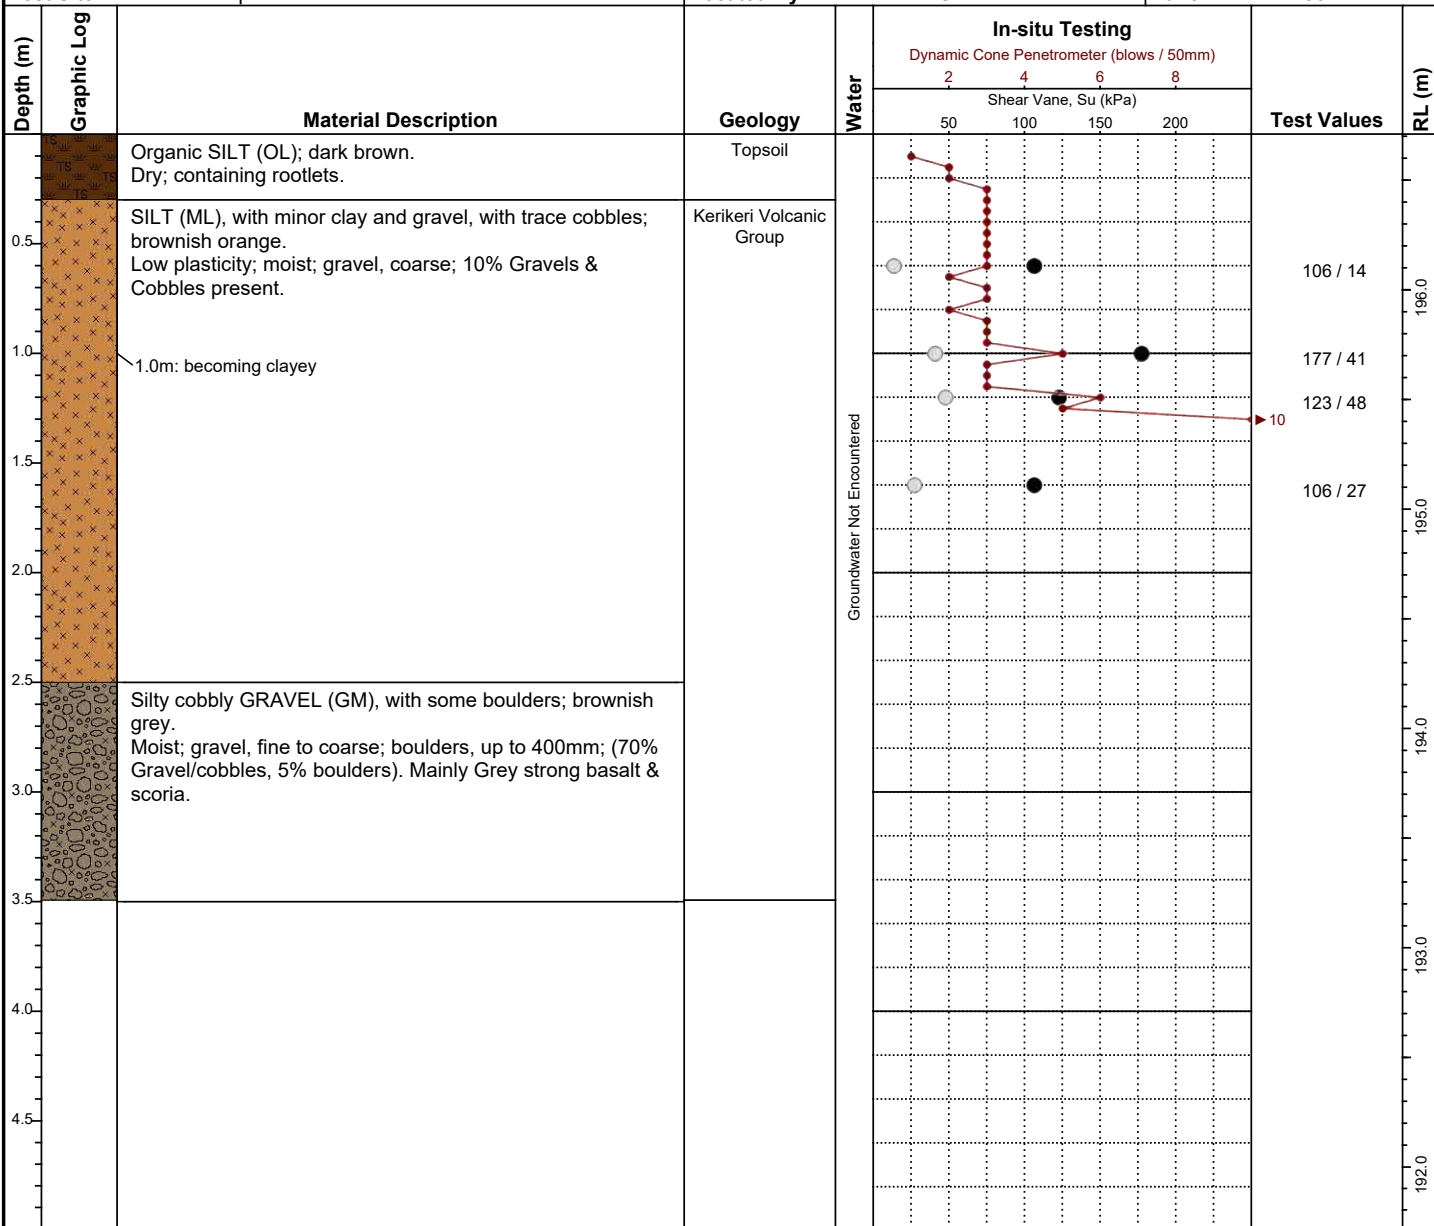 In-situ Testing
Dynamic Cone Penetrometer (blows / 50mm)
2 4 6 8
Shear Vane, Su (kPa)
50 100 150 200
Depth (m)
Graphic Log
Material Description
Geology
Water
Test Values
RL (m)
TS
TS
TS
TS
Organic SILT (OL); dark brown.
Dry; containing rootlets.
Topsoil
SILT (ML), with minor clay and gravel, with trace cobbles;
brownish orange.
Low plasticity; moist; gravel, coarse; 10% Gravels &
Cobbles present.
Kerikeri Volcanic
Group
1.0m: becoming clayey
Silty cobbly GRAVEL (GM), with some boulders; brownish
grey.
Moist; gravel, fine to coarse; boulders, up to 400mm; (70%
Gravel/cobbles, 5% boulders). Mainly Grey strong basalt &
scoria.
0.5
1.0
1.5
2.0
2.5
3.0
3.5
4.0
4.5
Groundwater Not Encountered
10
106 / 14
177 / 41
123 / 48
106 / 27
196.0
195.0
194.0
193.0
192.0